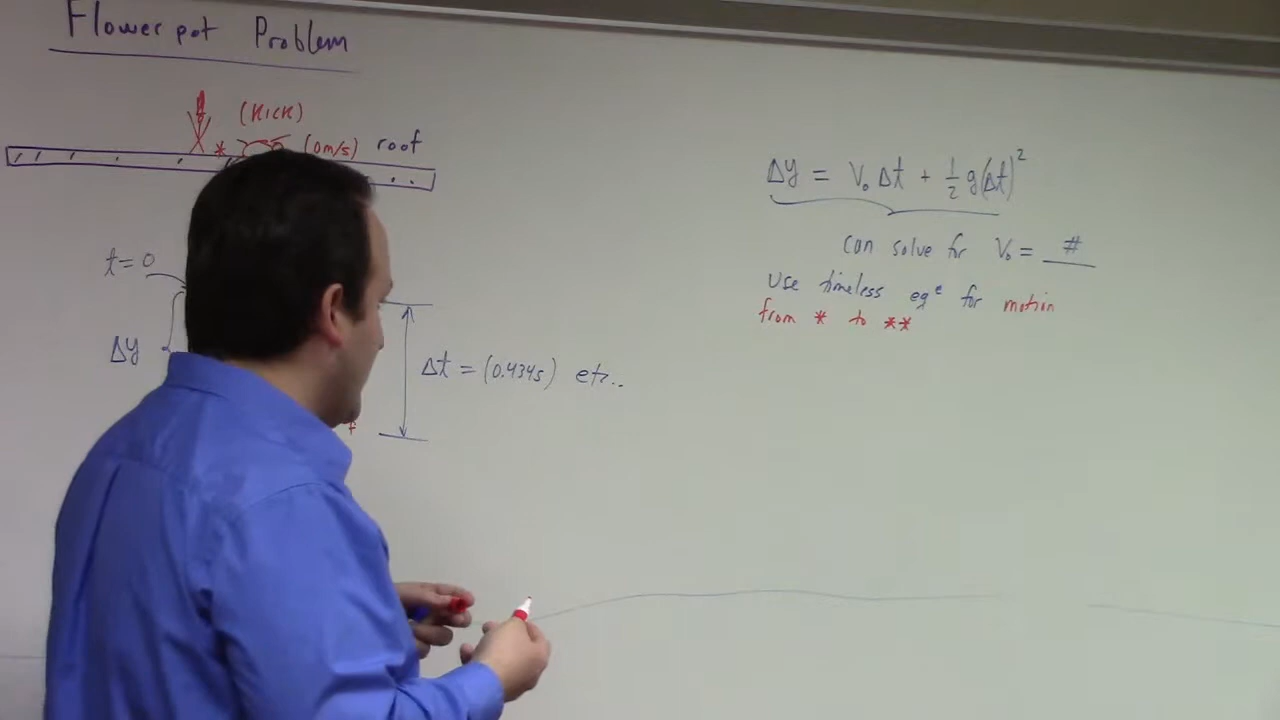 Flowerpot Problem
(KICK)
* (0m/s) roof
t=0
Δy
Δt = (0.434s) etc..
Δy = V₀ Δt + ½ g(Δt)²
can solve for V₀ = #
Use timeless eqᵉ for motion
from * to **